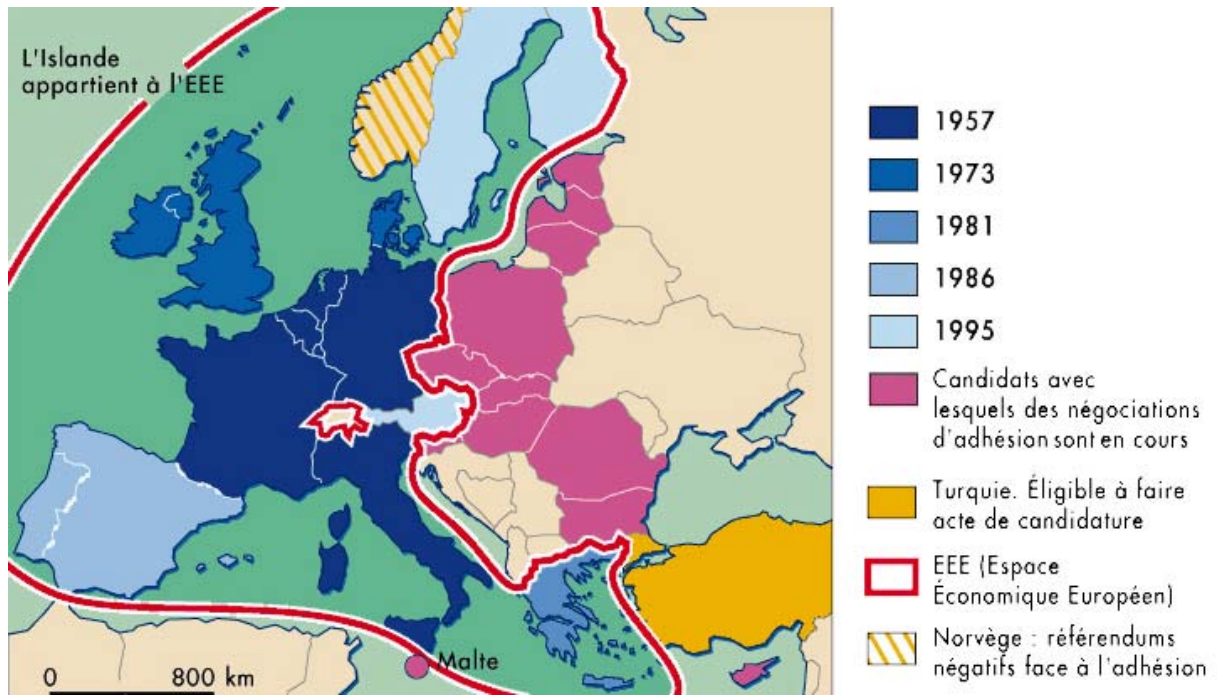 L'Islande
appartient à l'EEE
Malte
0 800 km
1957
1973
1981
1986
1995
Candidats avec
lesquels des négociations
d'adhésion sont en cours
Turquie. Éligible à faire
acte de candidature
EEE (Espace
Économique Européen)
Norvège : référendums
négatifs face à l'adhésion